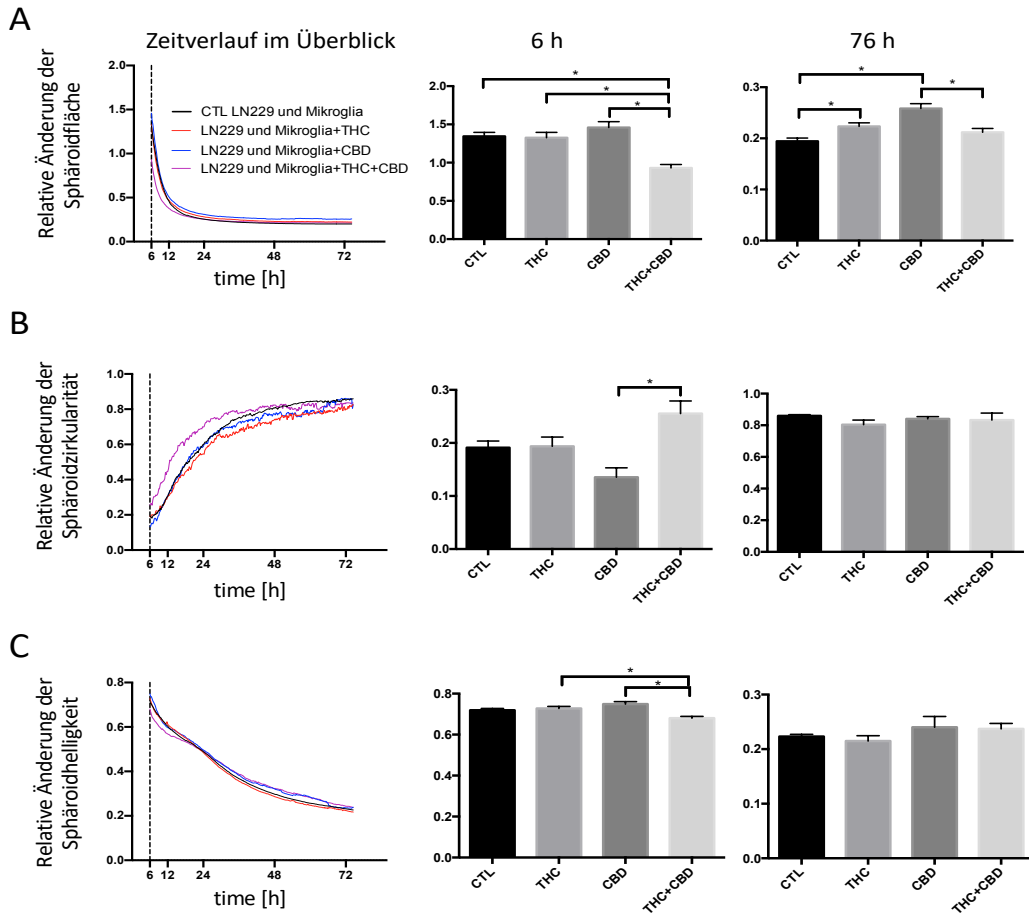 A
Zeitverlauf im Überblick
6 h
76 h
Relative Änderung der
Sphäroidfläche
2.0
1.5
1.0
0.5
0.0
6 12 24 48 72
time [h]
CTL LN229 und Mikroglia
LN229 und Mikroglia+THC
LN229 und Mikroglia+CBD
LN229 und Mikroglia+THC+CBD
2.0
1.5
1.0
0.5
0.0
* * *
CTL THC CBD THC+CBD
0.3
0.2
0.1
0.0
* * *
CTL THC CBD THC+CBD
B
Relative Änderung der
Sphäroidzirkularität
1.0
0.8
0.6
0.4
0.2
0.0
6 12 24 48 72
time [h]
0.3
0.2
0.1
0.0
*
CTL THC CBD THC+CBD
1.0
0.8
0.6
0.4
0.2
0.0
CTL THC CBD THC+CBD
C
Relative Änderung der
Sphäroidhelligkeit
0.8
0.6
0.4
0.2
0.0
6 12 24 48 72
time [h]
0.8
0.6
0.4
0.2
0.0
* *
CTL THC CBD THC+CBD
0.3
0.2
0.1
0.0
CTL THC CBD THC+CBD